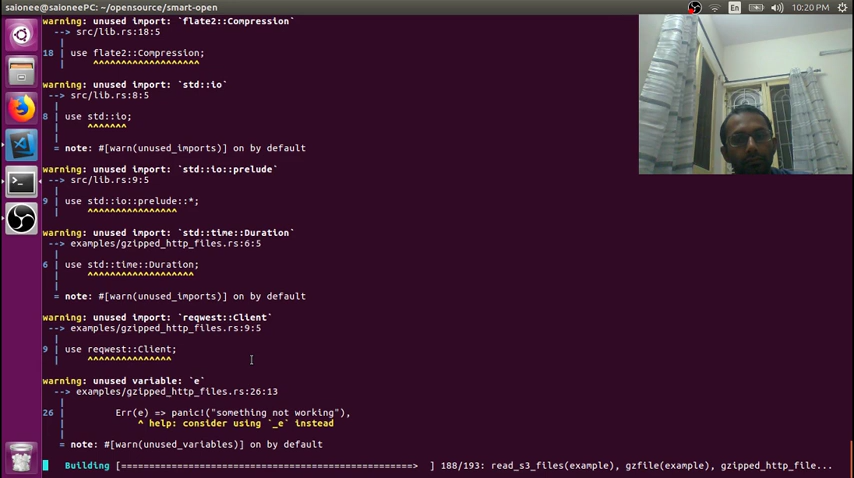 saionee@saioneePC: ~/opensource/smart-open
En
10:20 PM
warning: unused import: `flate2::Compression`
--> src/lib.rs:18:5
|
18 | use flate2::Compression;
| ^^^^^^^^^^^^^^^^^^^
warning: unused import: `std::io`
--> src/lib.rs:8:5
|
8 | use std::io;
| ^^^^^^^
= note: #[warn(unused_imports)] on by default
warning: unused import: `std::io::prelude`
--> src/lib.rs:9:5
|
9 | use std::io::prelude::*;
| ^^^^^^^^^^^^^^^^
warning: unused import: `std::time::Duration`
--> examples/gzipped_http_files.rs:6:5
|
6 | use std::time::Duration;
| ^^^^^^^^^^^^^^^^^^^
= note: #[warn(unused_imports)] on by default
warning: unused import: `reqwest::Client`
--> examples/gzipped_http_files.rs:9:5
|
9 | use reqwest::Client;
| ^^^^^^^^^^^^^^^
warning: unused variable: `e`
--> examples/gzipped_http_files.rs:26:13
|
26 | Err(e) => panic!("something not working"),
| ^ help: consider using `_e` instead
|
= note: #[warn(unused_variables)] on by default
Building [====================================================> ] 188/193: read_s3_files(example), gzfile(example), gzipped_http_file...